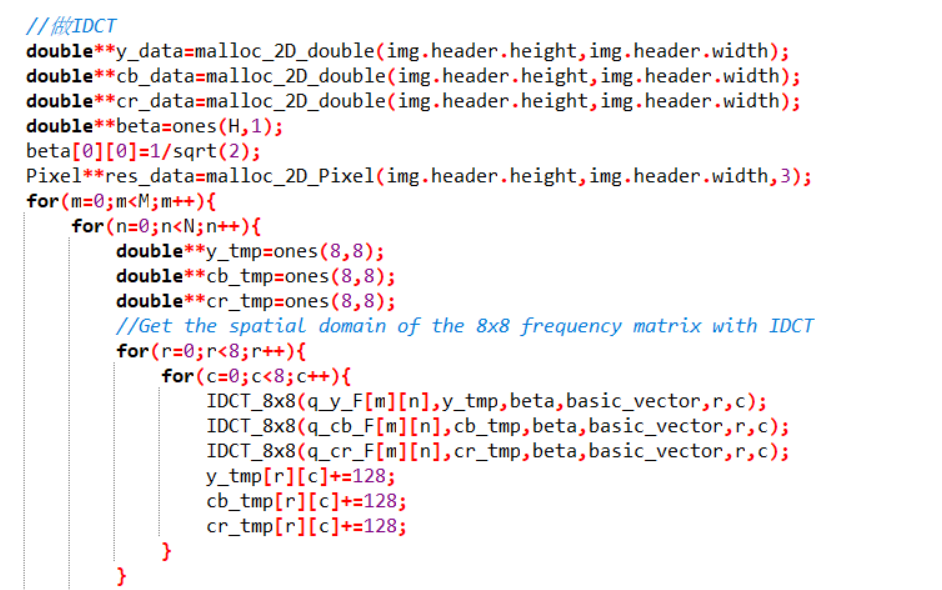 //做IDCT
double**y_data=malloc_2D_double(img.header.height,img.header.width);
double**cb_data=malloc_2D_double(img.header.height,img.header.width);
double**cr_data=malloc_2D_double(img.header.height,img.header.width);
double**beta=ones(H,1);
beta[0][0]=1/sqrt(2);
Pixel**res_data=malloc_2D_Pixel(img.header.height,img.header.width,3);
for(m=0;m<M;m++){
for(n=0;n<N;n++){
double**y_tmp=ones(8,8);
double**cb_tmp=ones(8,8);
double**cr_tmp=ones(8,8);
//Get the spatial domain of the 8x8 frequency matrix with IDCT
for(r=0;r<8;r++){
for(c=0;c<8;c++){
IDCT_8x8(q_y_F[m][n],y_tmp,beta,basic_vector,r,c);
IDCT_8x8(q_cb_F[m][n],cb_tmp,beta,basic_vector,r,c);
IDCT_8x8(q_cr_F[m][n],cr_tmp,beta,basic_vector,r,c);
y_tmp[r][c]+=128;
cb_tmp[r][c]+=128;
cr_tmp[r][c]+=128;
}
}